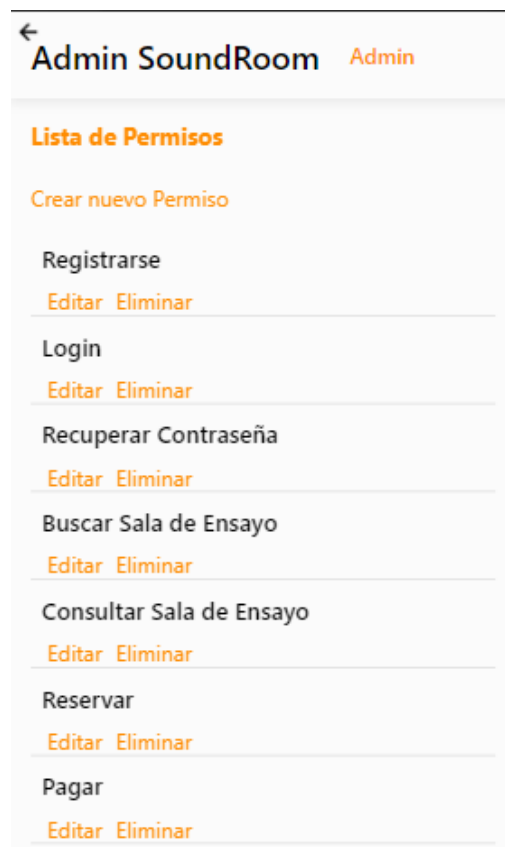 Admin SoundRoom Admin
Lista de Permisos
Crear nuevo Permiso
Registrarse
Editar Eliminar
Login
Editar Eliminar
Recuperar Contraseña
Editar Eliminar
Buscar Sala de Ensayo
Editar Eliminar
Consultar Sala de Ensayo
Editar Eliminar
Reservar
Editar Eliminar
Pagar
Editar Eliminar